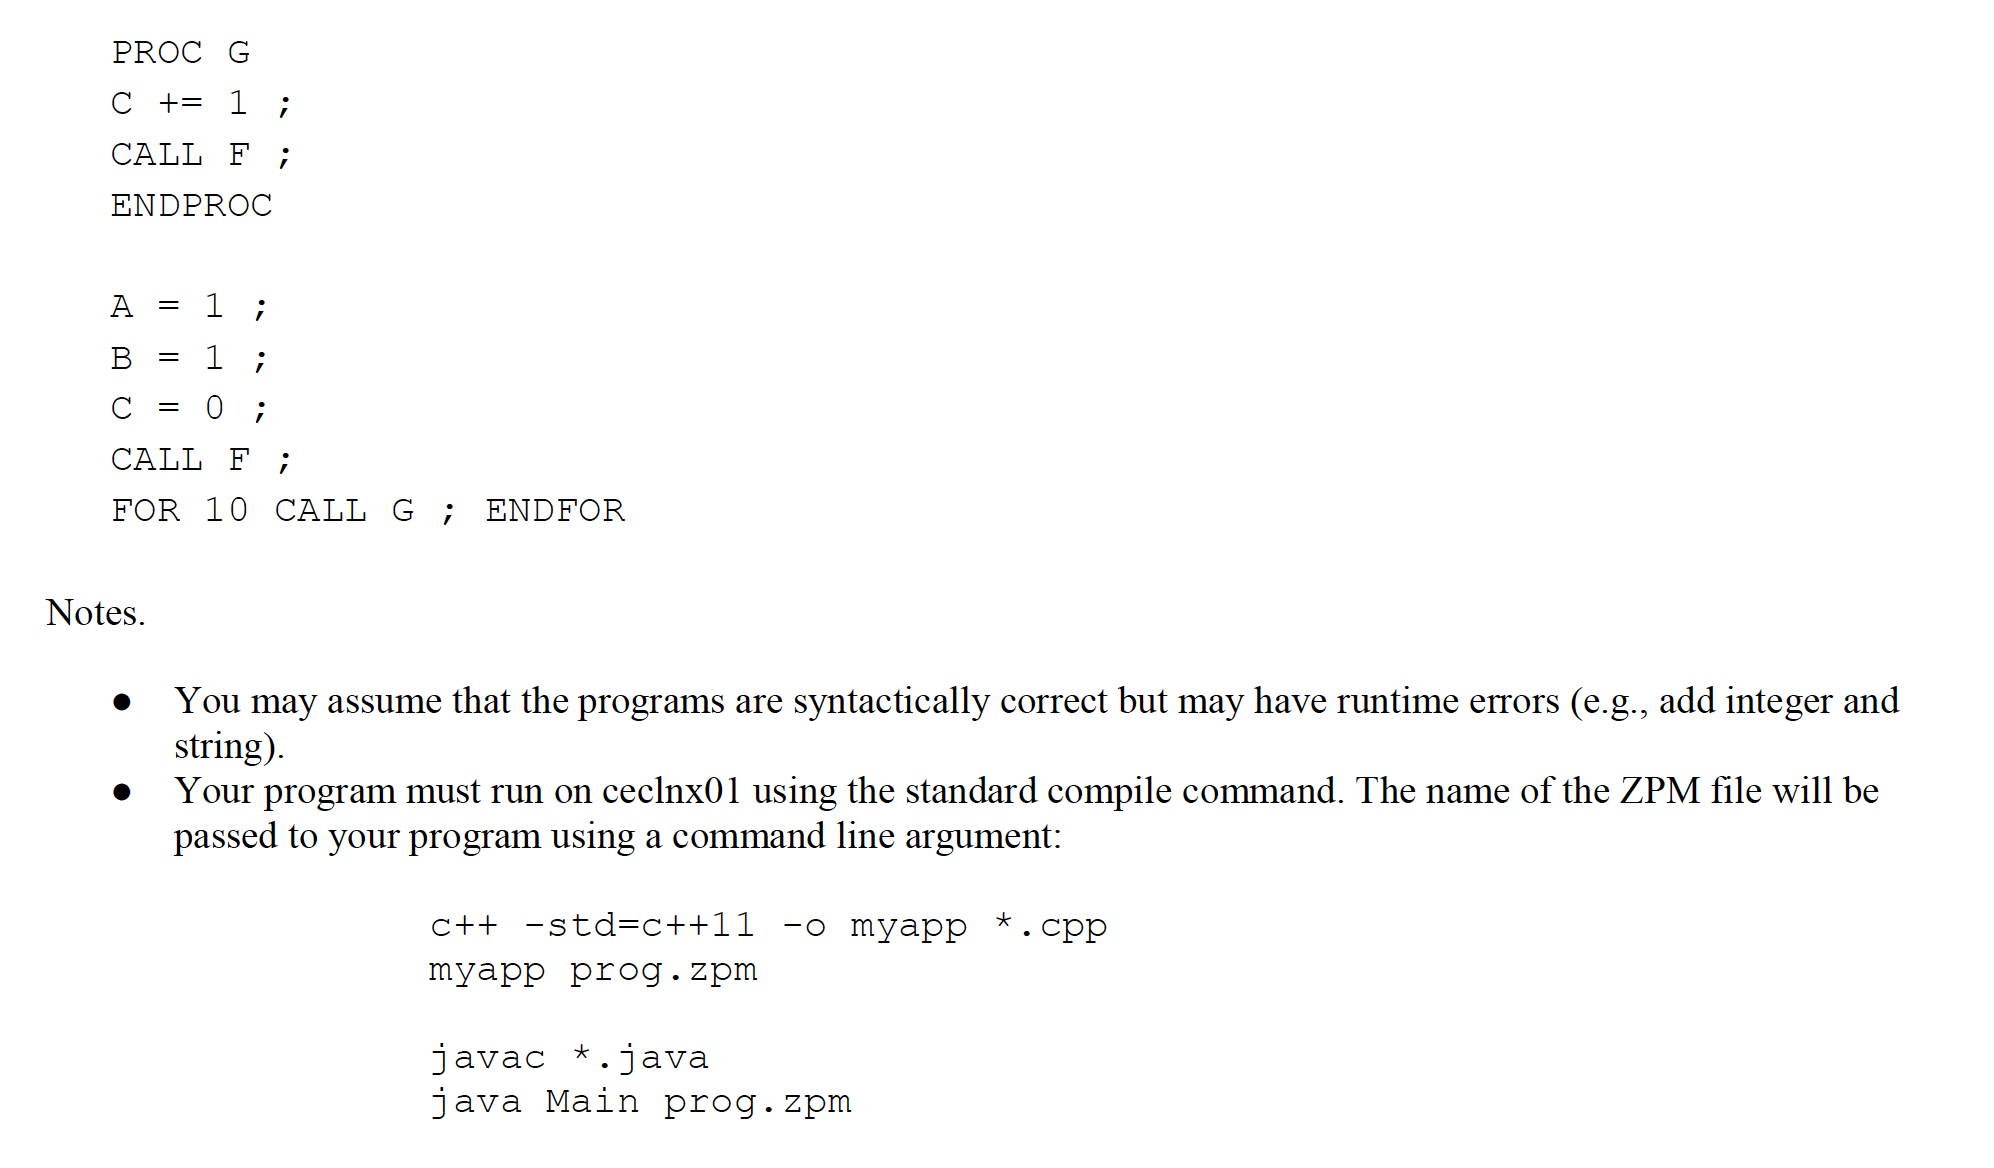 PROC G
C += 1 ;
CALL F ;
ENDPROC
A = 1 ;
B = 1 ;
C = 0 ;
CALL F ;
FOR 10 CALL G ; ENDFOR
Notes.
● You may assume that the programs are syntactically correct but may have runtime errors (e.g., add integer and
string).
● Your program must run on ceclnx01 using the standard compile command. The name of the ZPM file will be
passed to your program using a command line argument:
c++ -std=c++11 -o myapp *.cpp
myapp prog.zpm
javac *.java
java Main prog.zpm